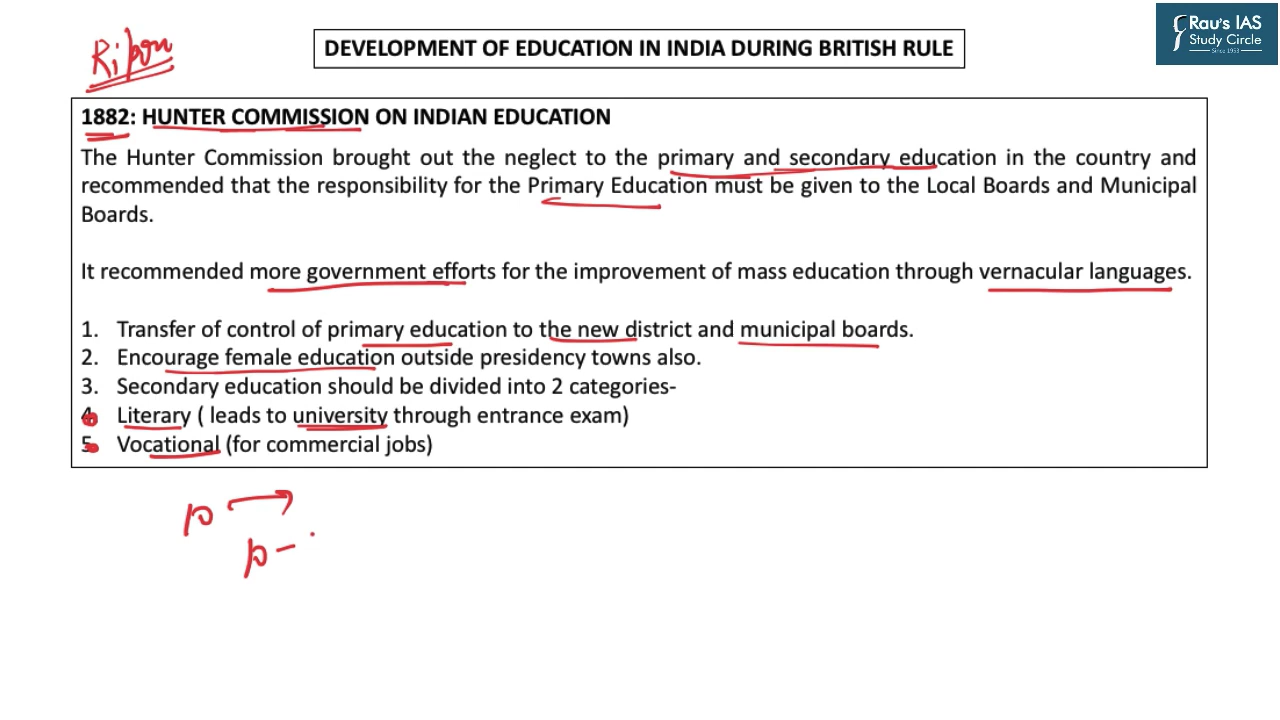 Ripon
DEVELOPMENT OF EDUCATION IN INDIA DURING BRITISH RULE
Rau's IAS
Study Circle
Since 1953
1882: HUNTER COMMISSION ON INDIAN EDUCATION
The Hunter Commission brought out the neglect to the primary and secondary education in the country and
recommended that the responsibility for the Primary Education must be given to the Local Boards and Municipal
Boards.
It recommended more government efforts for the improvement of mass education through vernacular languages.
1. Transfer of control of primary education to the new district and municipal boards.
2. Encourage female education outside presidency towns also.
3. Secondary education should be divided into 2 categories-
4. Literary ( leads to university through entrance exam)
5. Vocational (for commercial jobs)
p →
p -